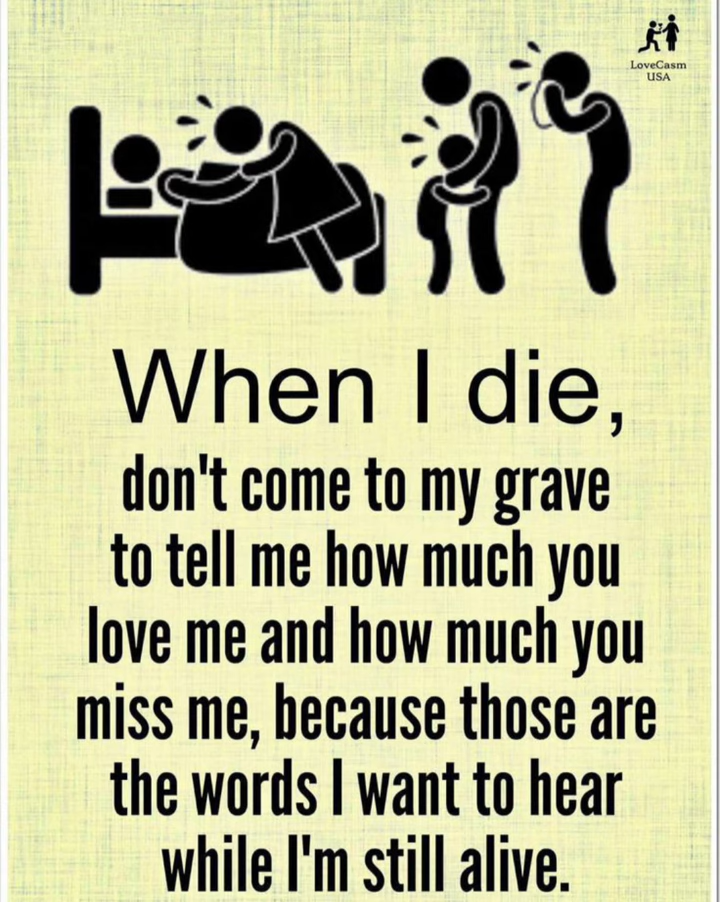 LoveCasm
USA
When I die,
don't come to my grave
to tell me how much you
love me and how much you
miss me, because those are
the words I want to hear
while I'm still alive.